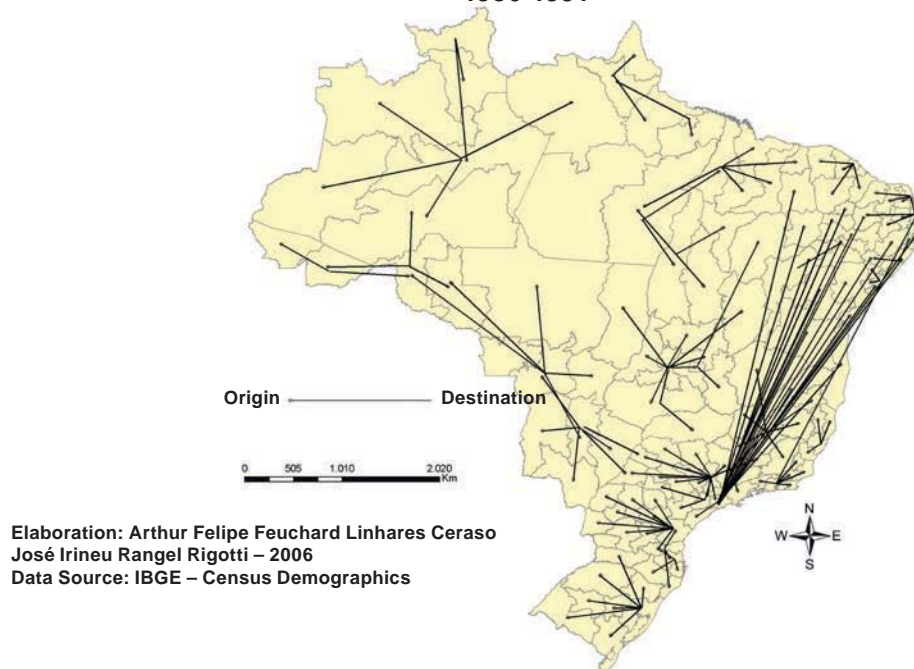 Origin Destination
0 505 1.010 2.020
Km
N
W E
S
Elaboration: Arthur Felipe Feuchard Linhares Ceraso
José Irineu Rangel Rigotti – 2006
Data Source: IBGE – Census Demographics